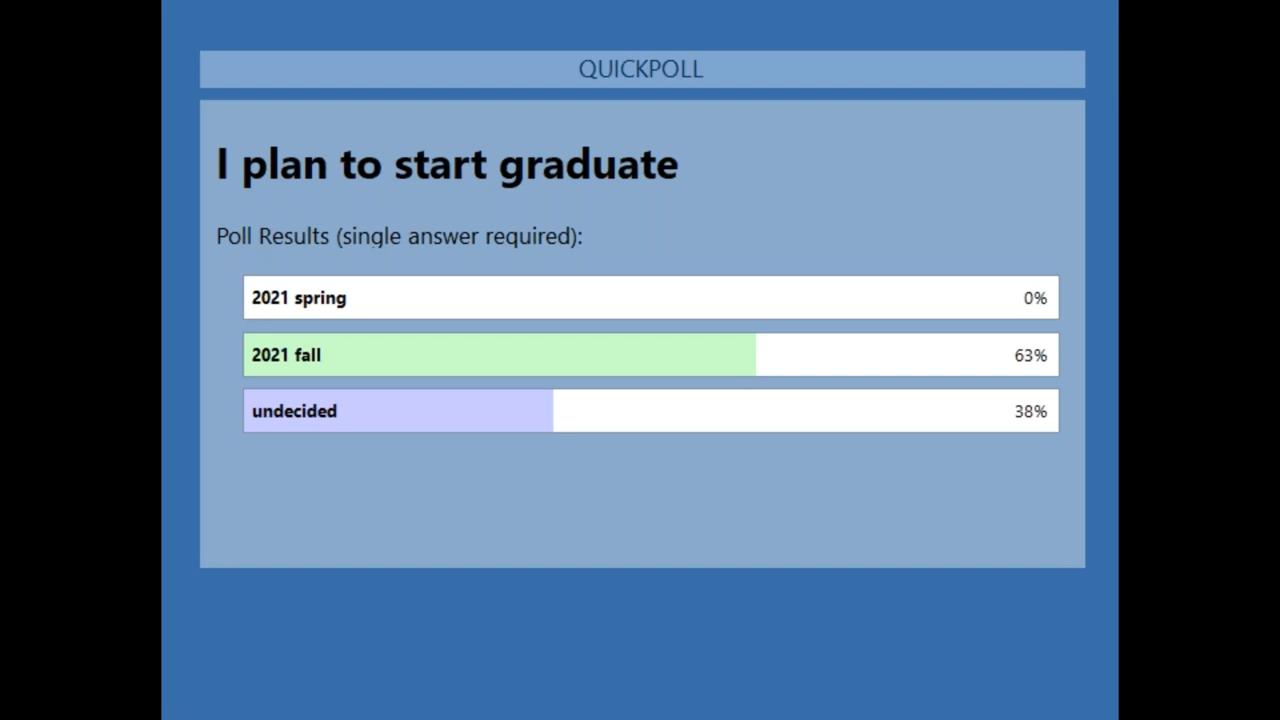 QUICKPOLL
I plan to start graduate
Poll Results (single answer required):
2021 spring 0%
2021 fall 63%
undecided 38%